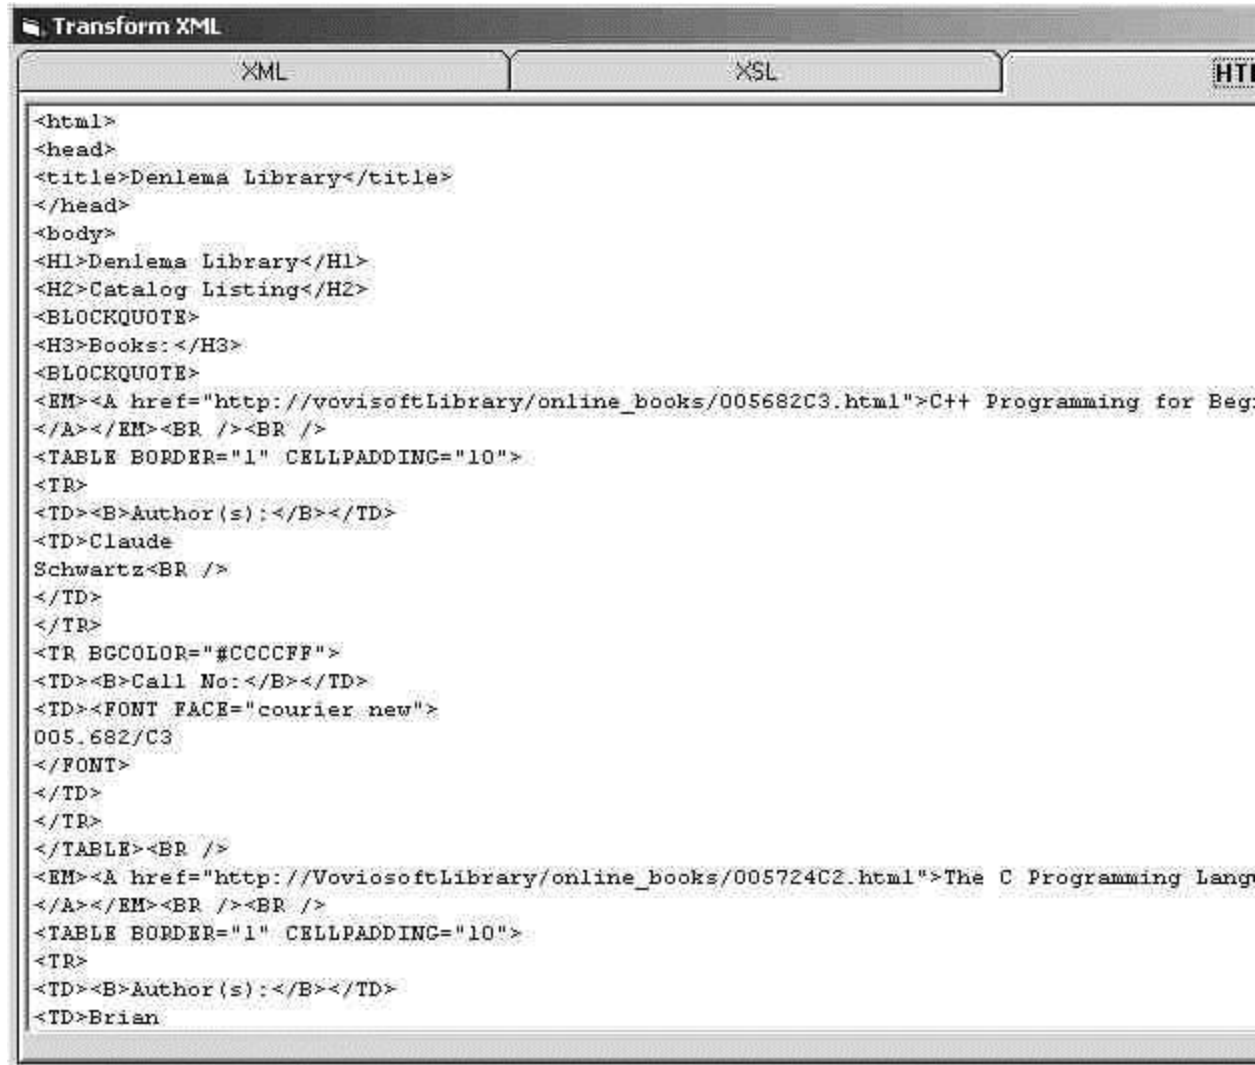 Transform XML
XML XSL HTM
<html>
<head>
<title>Denlema Library</title>
</head>
<body>
<H1>Denlema Library</H1>
<H2>Catalog Listing</H2>
<BLOCKQUOTE>
<H3>Books:</H3>
<BLOCKQUOTE>
<EM><A href="http://vovisoftLibrary/online_books/005682C3.html">C++ Programming for Beg
</A></EM><BR /><BR />
<TABLE BORDER="1" CELLPADDING="10">
<TR>
<TD><B>Author(s):</B></TD>
<TD>Claude
Schwartz<BR />
</TD>
</TR>
<TR BGCOLOR="#CCCCFF">
<TD><B>Call No:</B></TD>
<TD><FONT FACE="courier new">
005.682/C3
</FONT>
</TD>
</TR>
</TABLE><BR />
<EM><A href="http://VoviosoftLibrary/online_books/005724C2.html">The C Programming Lang
</A></EM><BR /><BR />
<TABLE BORDER="1" CELLPADDING="10">
<TR>
<TD><B>Author(s):</B></TD>
<TD>Brian